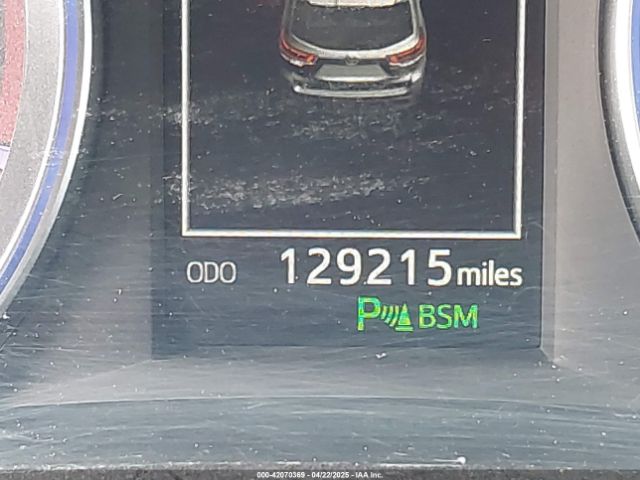 ODO 129215 miles
P BSM
000-42070369 - 04/22/2025 - IAA Inc.